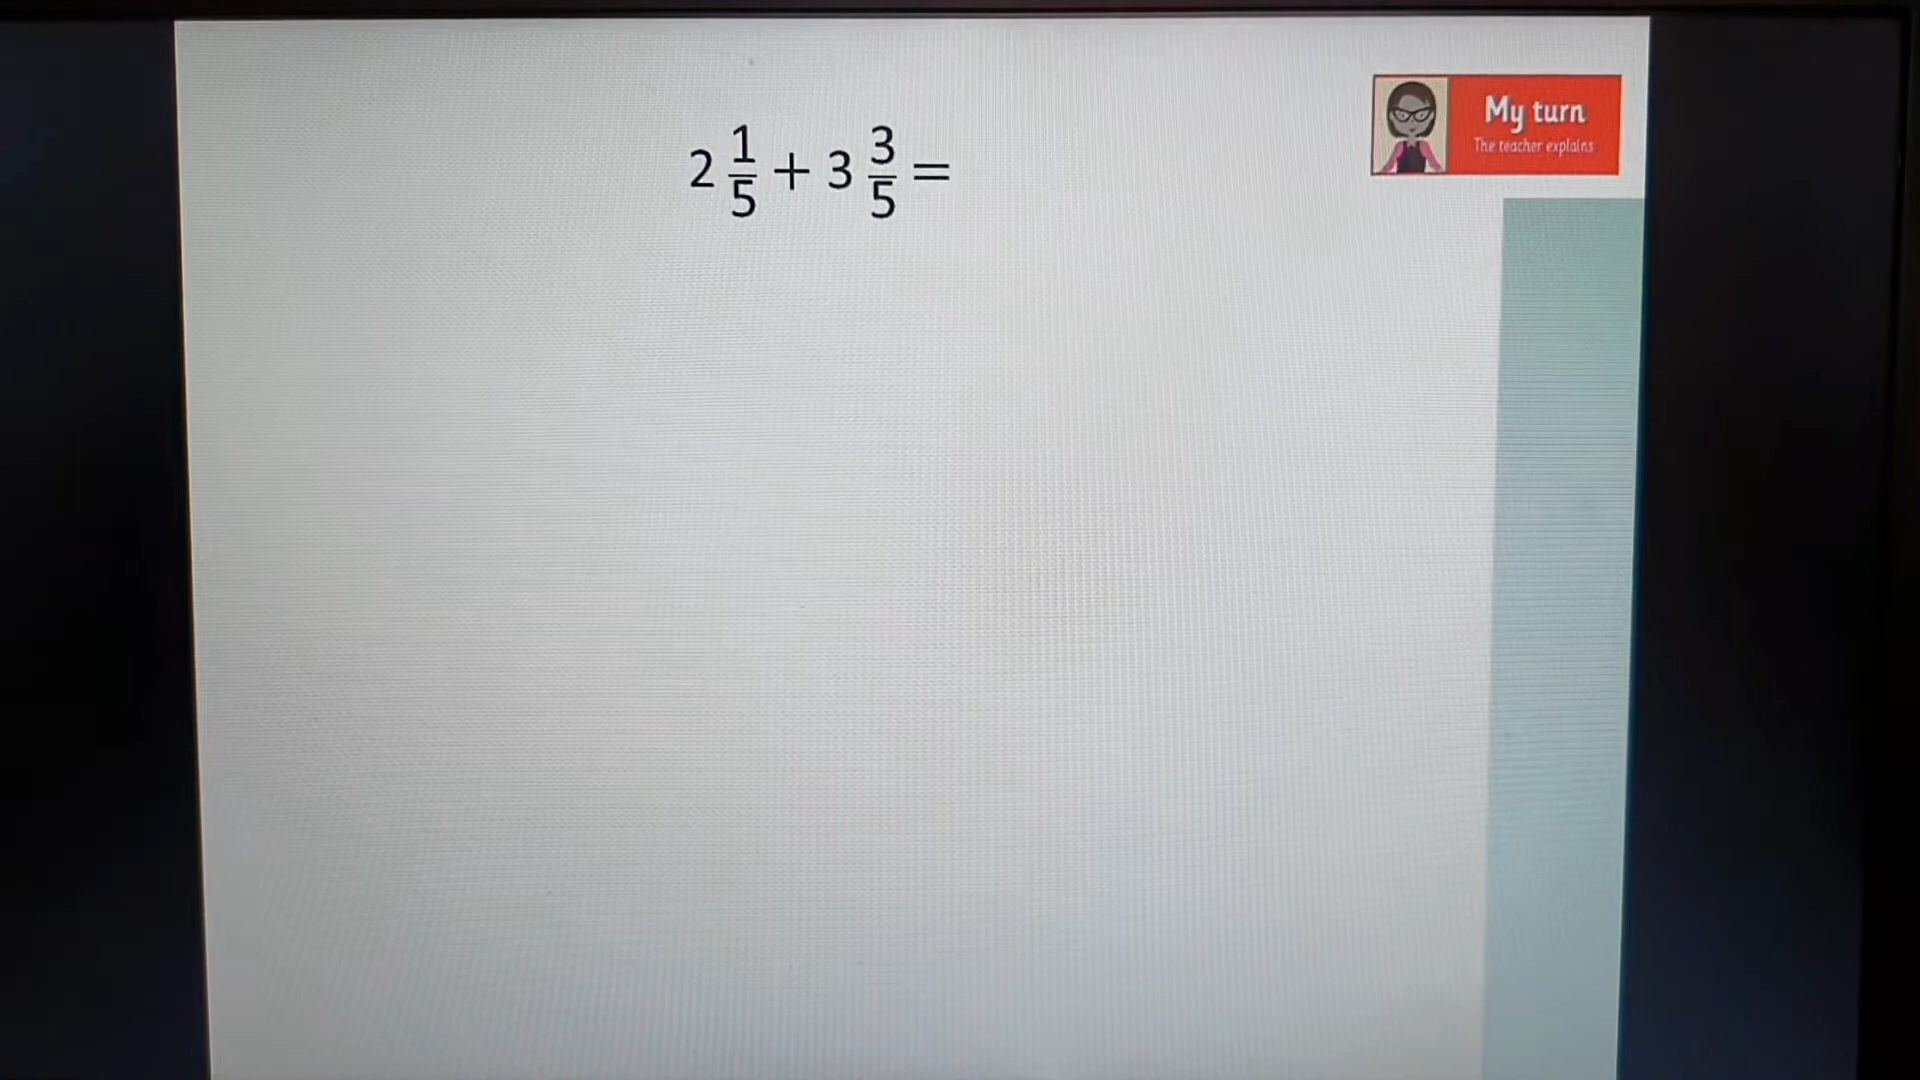 My turn
The teacher explains
2 1/5 + 3 3/5 =